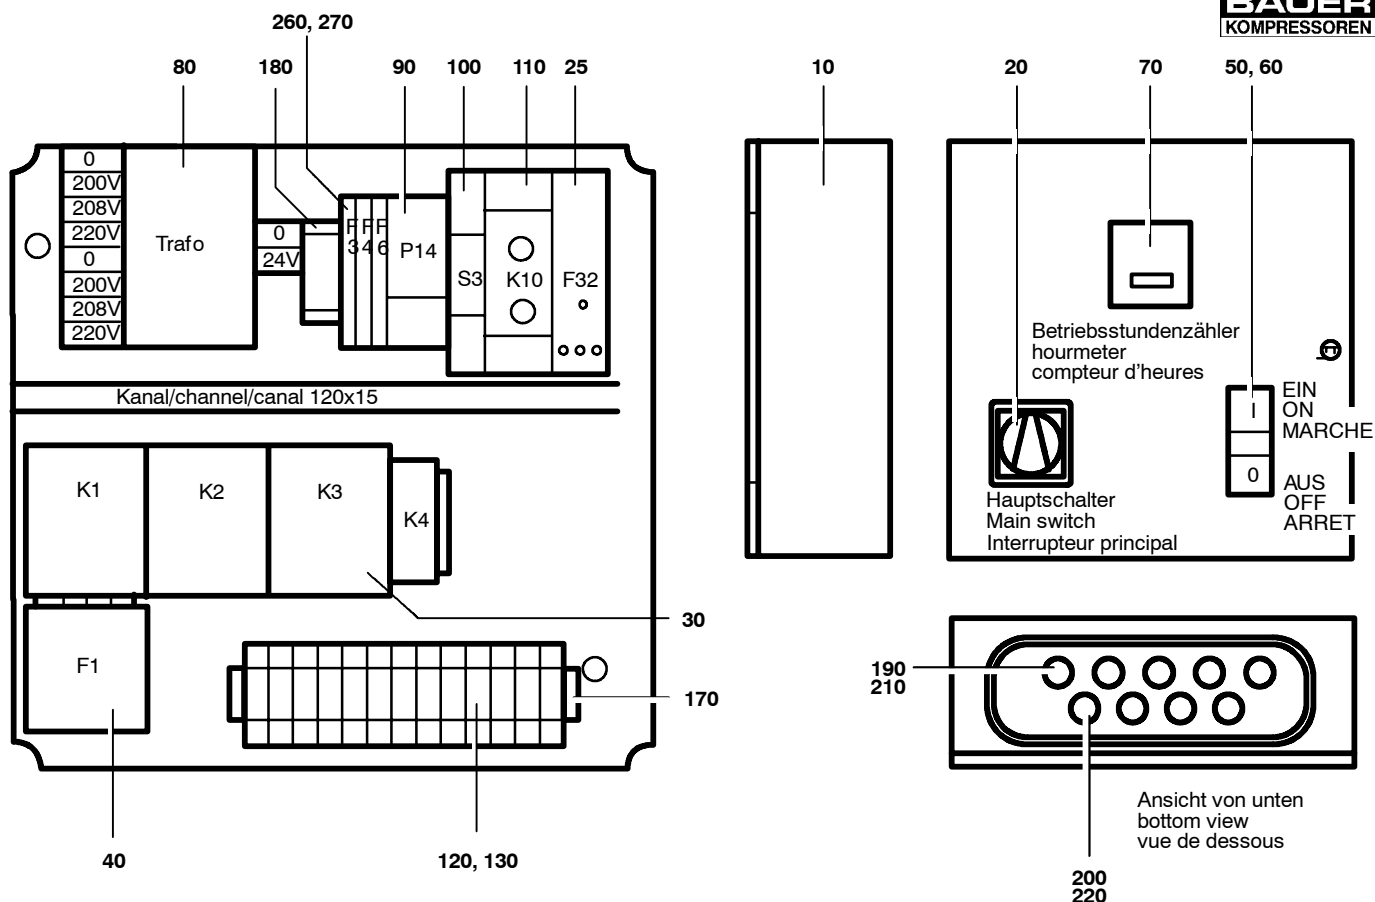 BAUER
KOMPRESSOREN
260, 270
80
180
90
100
110
25
10
20
70
50, 60
0
200V
208V
220V
0
200V
208V
220V
Trafo
0
24V
F3
F4
F6
P14
S3
K10
F32
Betriebsstundenzähler
hourmeter
compteur d'heures
Kanal/channel/canal 120x15
I
EIN
ON
MARCHE
0
AUS
OFF
ARRET
Hauptschalter
Main switch
Interrupteur principal
K1
K2
K3
K4
30
F1
170
190
210
40
120, 130
Ansicht von unten
bottom view
vue de dessous
200
220